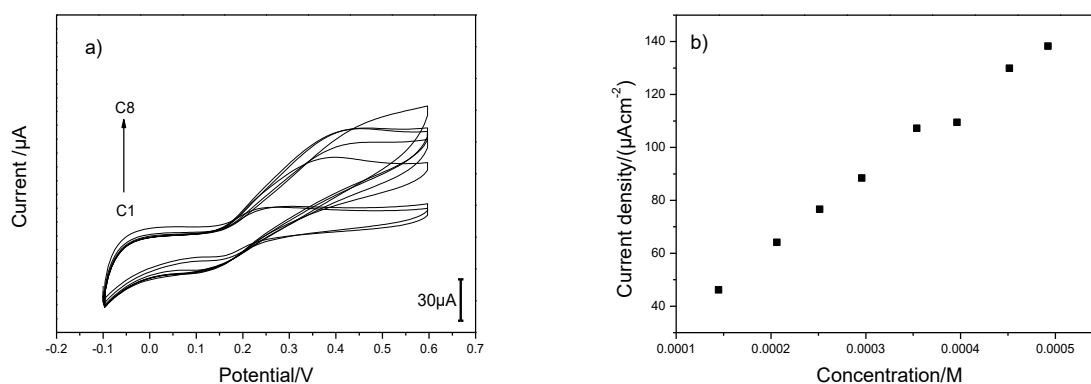 a)
C8
C1
Current /µA
30µA
-0.2 -0.1 0.0 0.1 0.2 0.3 0.4 0.5 0.6 0.7
Potential/V
b)
140
120
100
80
60
40
Current density/(µAcm⁻²)
0.0001 0.0002 0.0003 0.0004 0.0005
Concentration/M